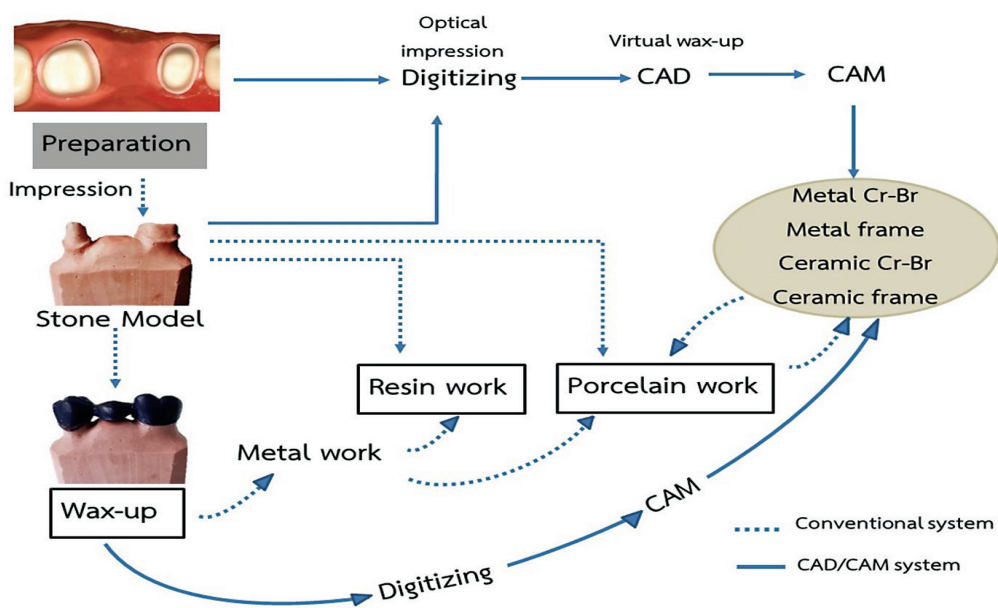 Optical
impression
Digitizing
Virtual wax-up
CAD
CAM
Preparation
Impression
Stone Model
Metal Cr-Br
Metal frame
Ceramic Cr-Br
Ceramic frame
Resin work
Porcelain work
Metal work
Wax-up
Digitizing
CAM
Conventional system
CAD/CAM system